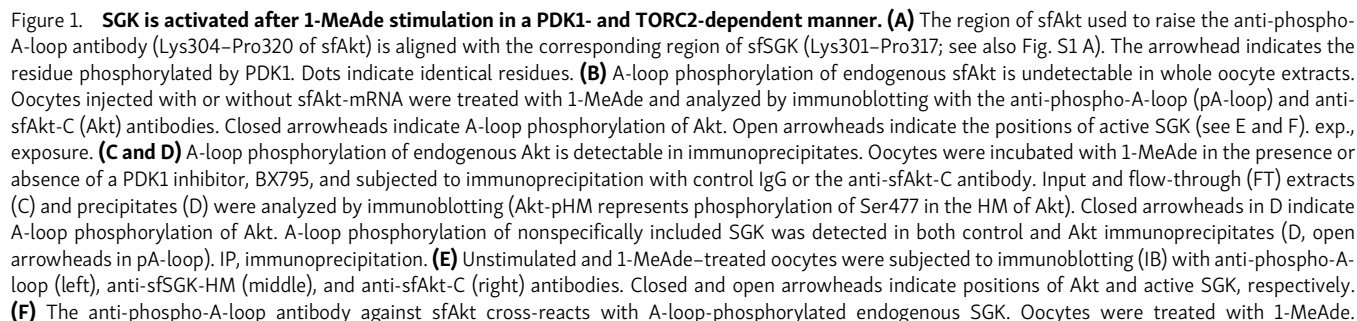 Figure 1. SGK is activated after 1-MeAde stimulation in a PDK1- and TORC2-dependent manner. (A) The region of sfAkt used to raise the anti-phospho-
A-loop antibody (Lys304–Pro320 of sfAkt) is aligned with the corresponding region of sfSGK (Lys301–Pro317; see also Fig. S1 A). The arrowhead indicates the
residue phosphorylated by PDK1. Dots indicate identical residues. (B) A-loop phosphorylation of endogenous sfAkt is undetectable in whole oocyte extracts.
Oocytes injected with or without sfAkt-mRNA were treated with 1-MeAde and analyzed by immunoblotting with the anti-phospho-A-loop (pA-loop) and anti-
sfAkt-C (Akt) antibodies. Closed arrowheads indicate A-loop phosphorylation of Akt. Open arrowheads indicate the positions of active SGK (see E and F). exp.,
exposure. (C and D) A-loop phosphorylation of endogenous Akt is detectable in immunoprecipitates. Oocytes were incubated with 1-MeAde in the presence or
absence of a PDK1 inhibitor, BX795, and subjected to immunoprecipitation with control IgG or the anti-sfAkt-C antibody. Input and flow-through (FT) extracts
(C) and precipitates (D) were analyzed by immunoblotting (Akt-pHM represents phosphorylation of Ser477 in the HM of Akt). Closed arrowheads in D indicate
A-loop phosphorylation of Akt. A-loop phosphorylation of nonspecifically included SGK was detected in both control and Akt immunoprecipitates (D, open
arrowheads in pA-loop). IP, immunoprecipitation. (E) Unstimulated and 1-MeAde–treated oocytes were subjected to immunoblotting (IB) with anti-phospho-A-
loop (left), anti-sfSGK-HM (middle), and anti-sfAkt-C (right) antibodies. Closed and open arrowheads indicate positions of Akt and active SGK, respectively.
(F) The anti-phospho-A-loop antibody against sfAkt cross-reacts with A-loop-phosphorylated endogenous SGK. Oocytes were treated with 1-MeAde.